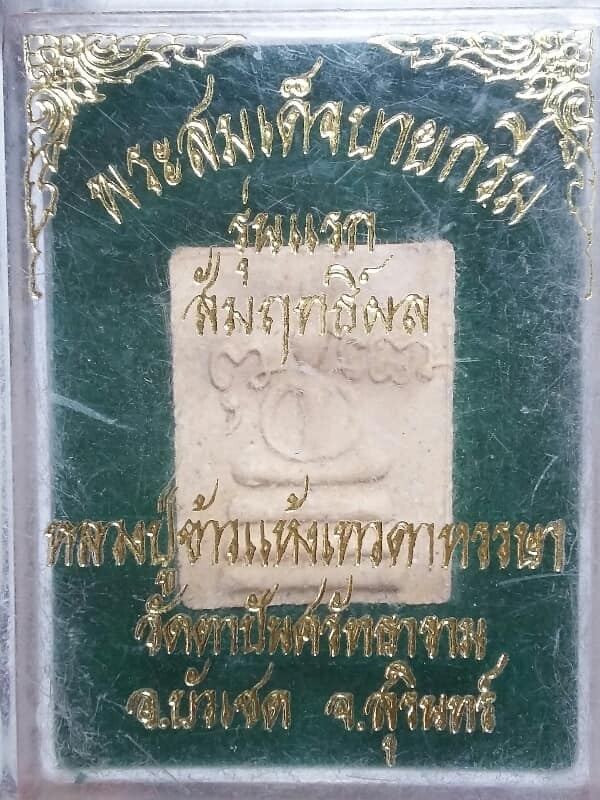 พระสมเด็จบายกรีม
รุ่นแรก
สัมฤทธิ์ผล
หลวงปู่ข้าวแห้งเทวดาหรรษา
วัดตาปัพศรัทธาราม
อ.บัวเชด จ.สุรินทร์